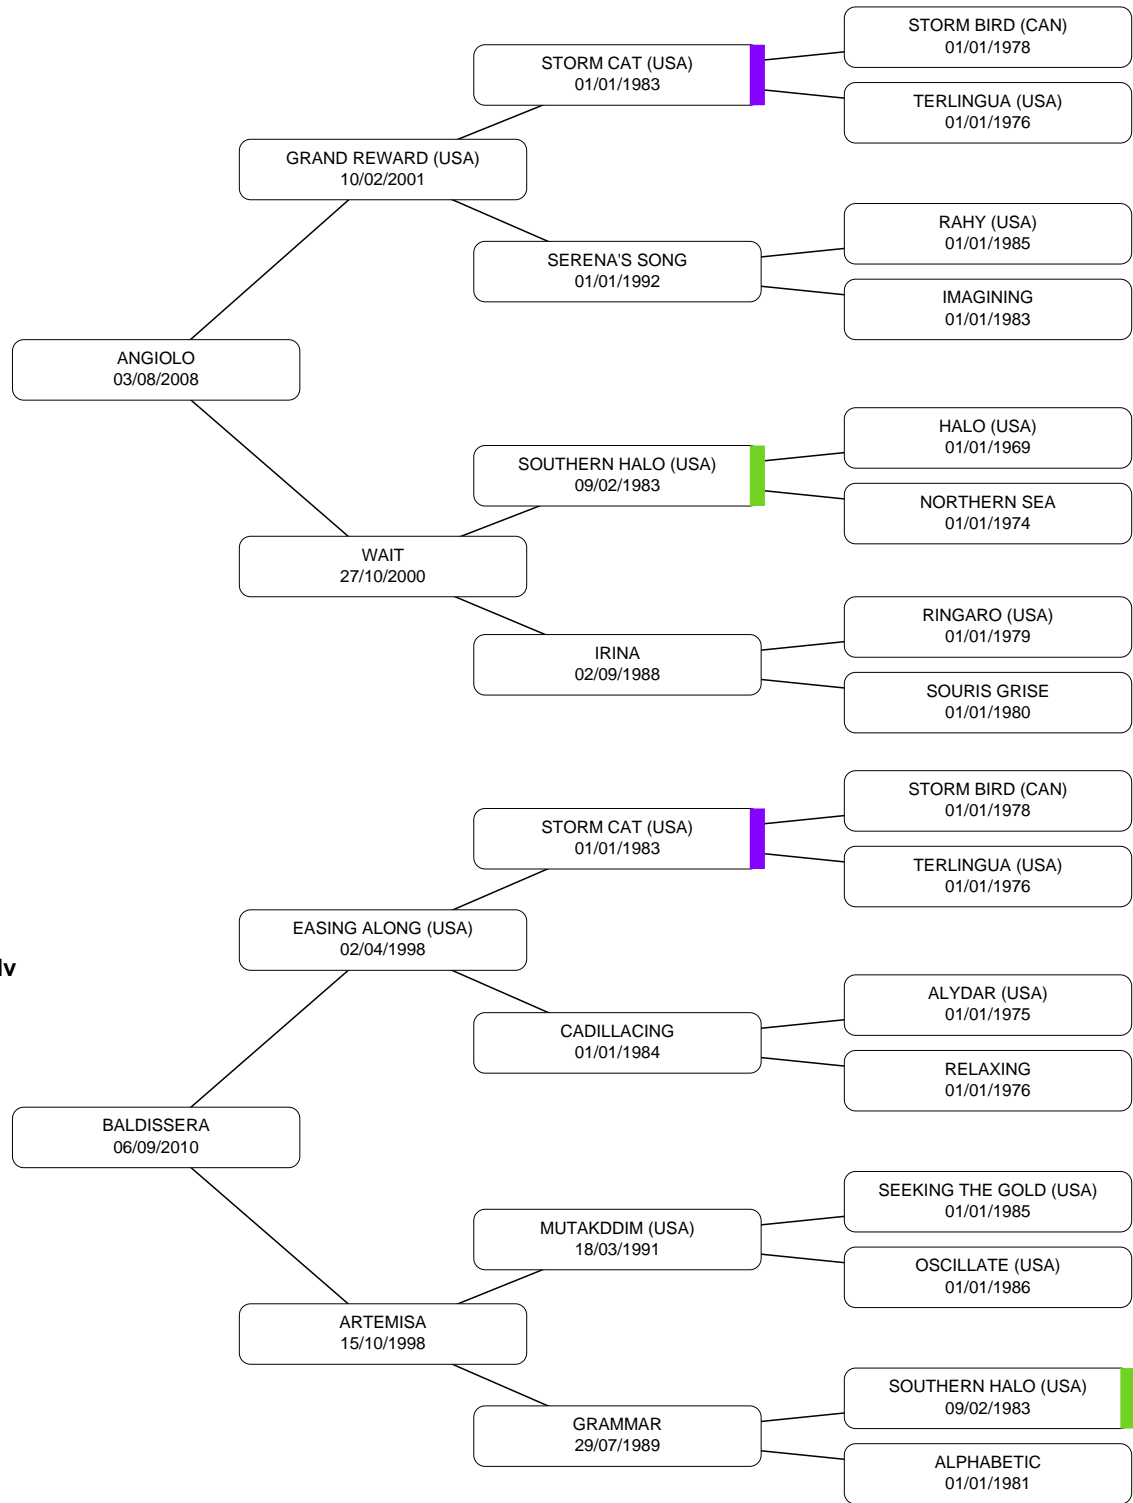 STORM BIRD (CAN)
01/01/1978
STORM CAT (USA)
01/01/1983
TERLINGUA (USA)
01/01/1976
GRAND REWARD (USA)
10/02/2001
RAHY (USA)
01/01/1985
SERENA'S SONG
01/01/1992
IMAGINING
01/01/1983
ANGIOLO
03/08/2008
HALO (USA)
01/01/1969
SOUTHERN HALO (USA)
09/02/1983
NORTHERN SEA
01/01/1974
WAIT
27/10/2000
RINGARO (USA)
01/01/1979
IRINA
02/09/1988
SOURIS GRISE
01/01/1980
STORM BIRD (CAN)
01/01/1978
STORM CAT (USA)
01/01/1983
TERLINGUA (USA)
01/01/1976
EASING ALONG (USA)
02/04/1998
ALYDAR (USA)
01/01/1975
CADILLACING
01/01/1984
RELAXING
01/01/1976
BALDISSERA
06/09/2010
SEEKING THE GOLD (USA)
01/01/1985
MUTAKDDIM (USA)
18/03/1991
OSCILLATE (USA)
01/01/1986
ARTEMISA
15/10/1998
SOUTHERN HALO (USA)
09/02/1983
GRAMMAR
29/07/1989
ALPHABETIC
01/01/1981